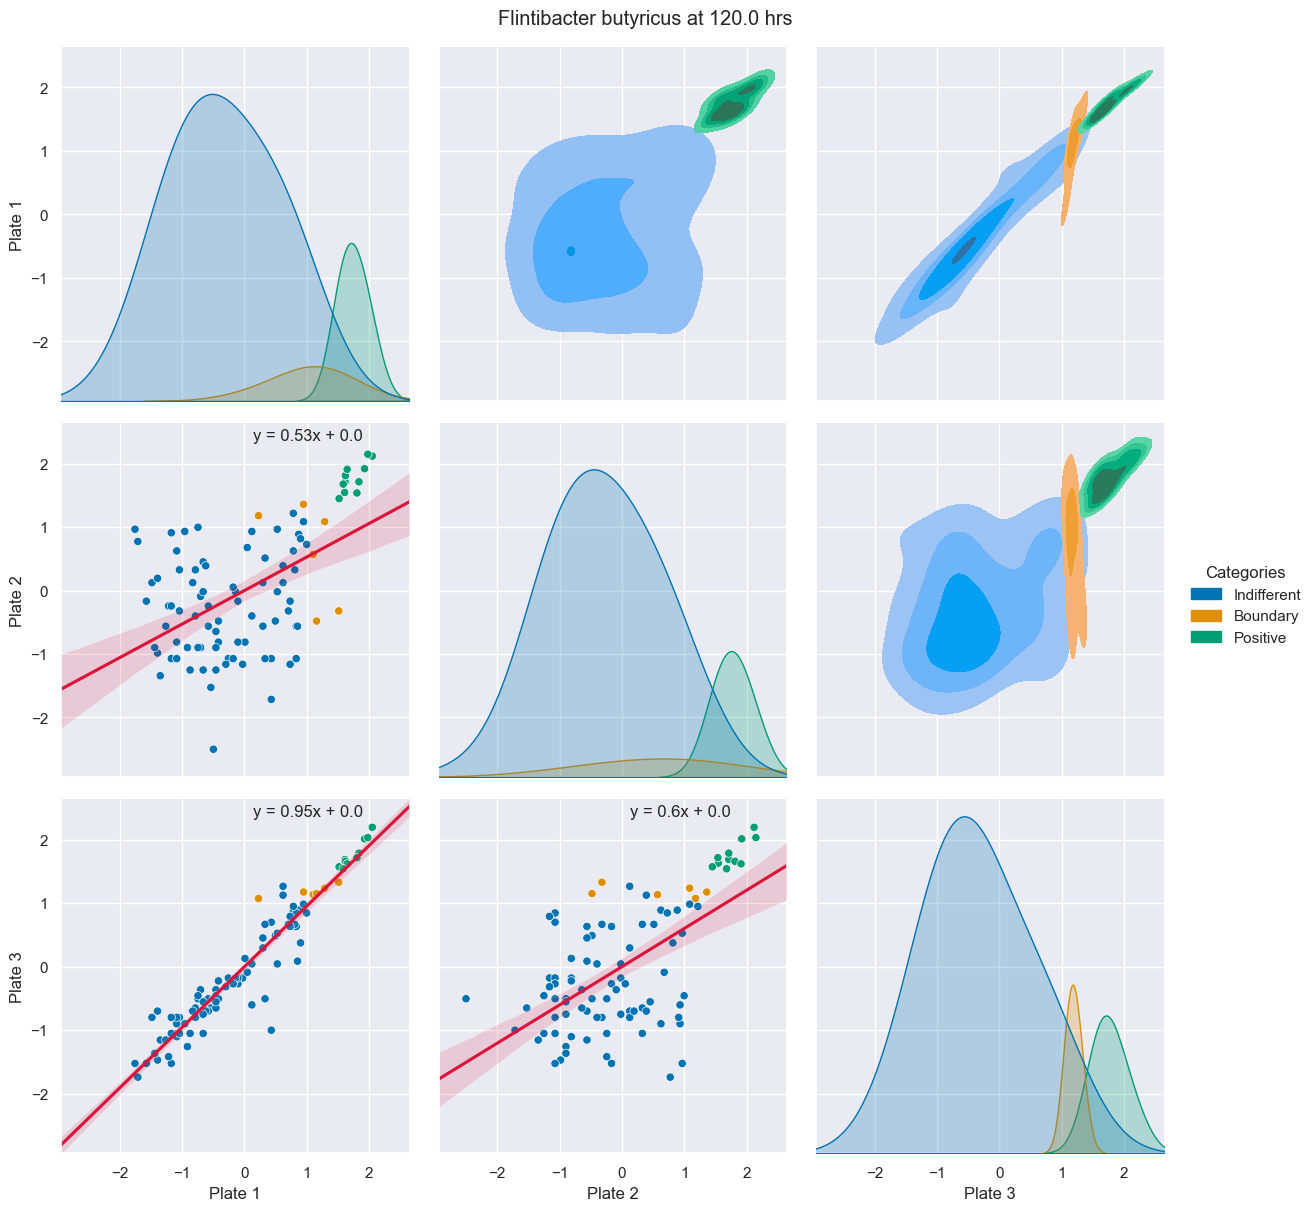 Flintibacter butyricus at 120.0 hrs
Plate 1
2
1
0
−1
−2
y = 0.53x + 0.0
Plate 2
2
1
0
−1
−2
Categories
Indifferent
Boundary
Positive
y = 0.95x + 0.0
y = 0.6x + 0.0
Plate 3
2
1
0
−1
−2
−2 −1 0 1 2
−2 −1 0 1 2
−2 −1 0 1 2
Plate 1
Plate 2
Plate 3